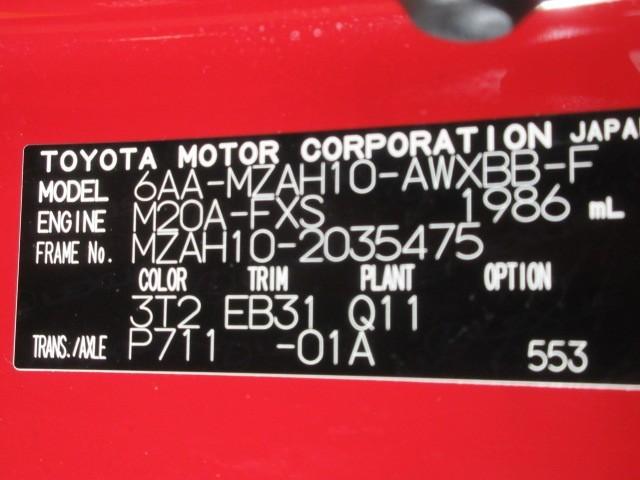 TOYOTA MOTOR CORPORATION JAPA
MODEL 6AA-MZAH10-AWXBB-F
ENGINE M20A-FXS 1986 mL
FRAME No. MZAH10-2035475
COLOR TRIM PLANT OPTION
3T2 EB31 Q11
TRANS./AXLE P711 -01A 553